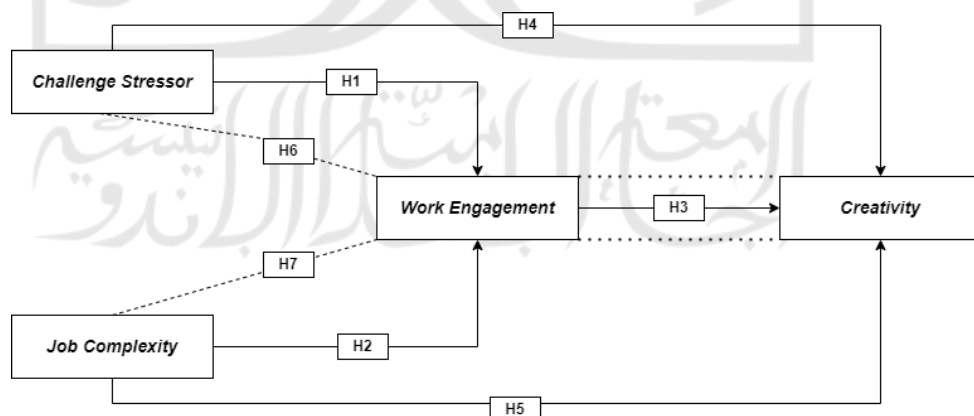 H4
Challenge Stressor
H1
H6
Work Engagement
H3
Creativity
H7
Job Complexity
H2
H5